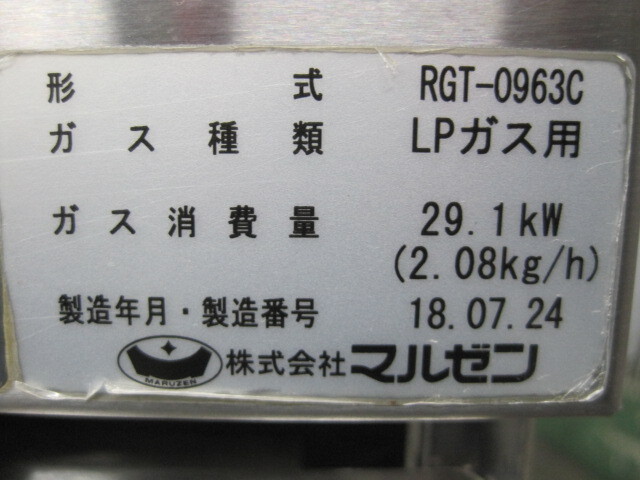 形式 RGT-0963C
ガス種類 LPガス用
ガス消費量 29.1kW
(2.08kg/h)
製造年月・製造番号 18.07.24
MARUZEN 株式会社 マルゼン